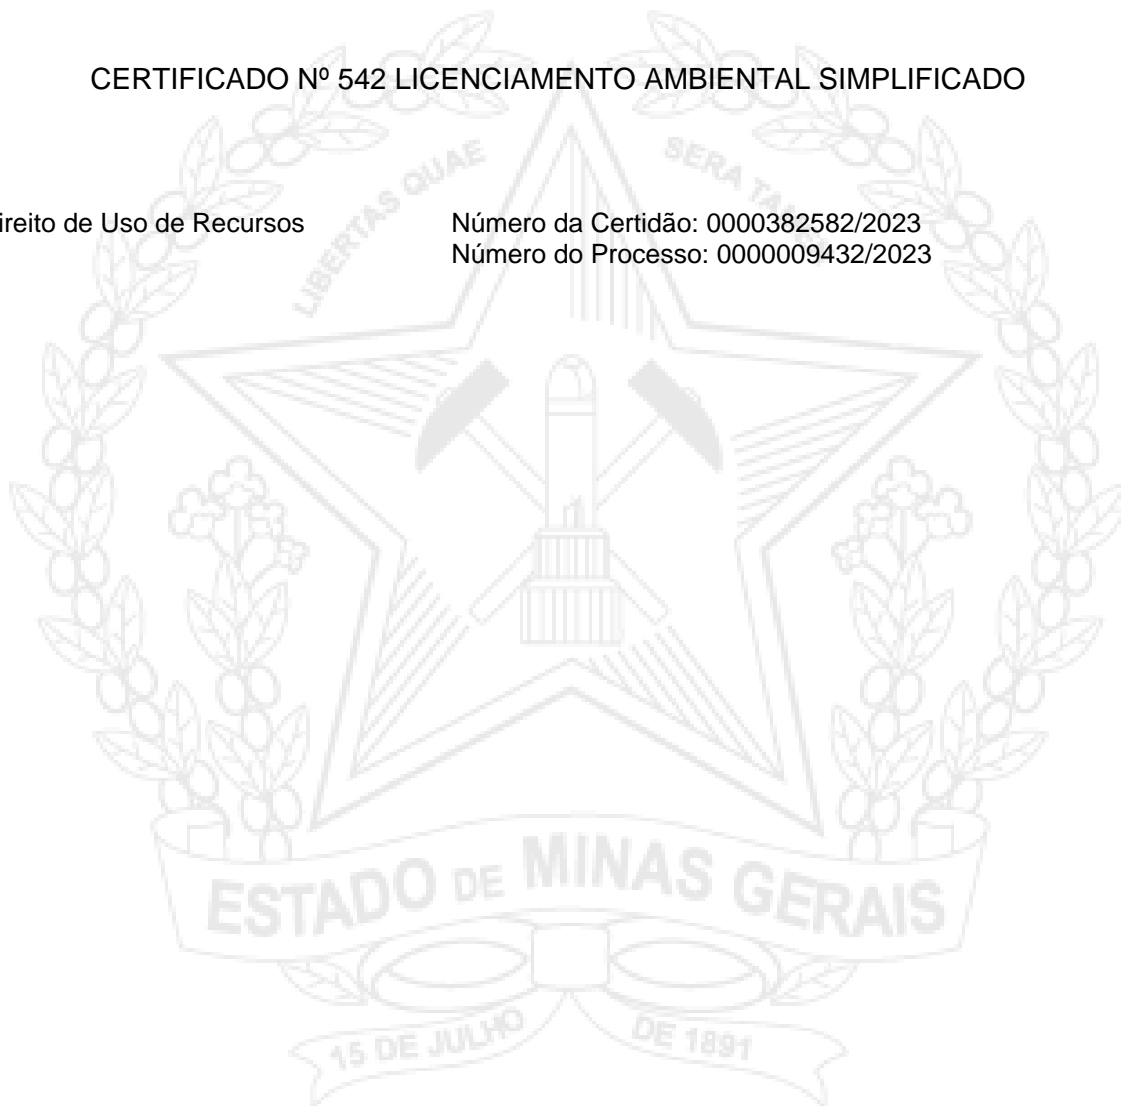 CERTIFICADO Nº 542 LICENCIAMENTO AMBIENTAL SIMPLIFICADO
LIBERTAS QUAE SERA TAMEN
ireito de Uso de Recursos Número da Certidão: 0000382582/2023
Número do Processo: 0000009432/2023
ESTADO DE MINAS GERAIS
15 DE JULHO DE 1891